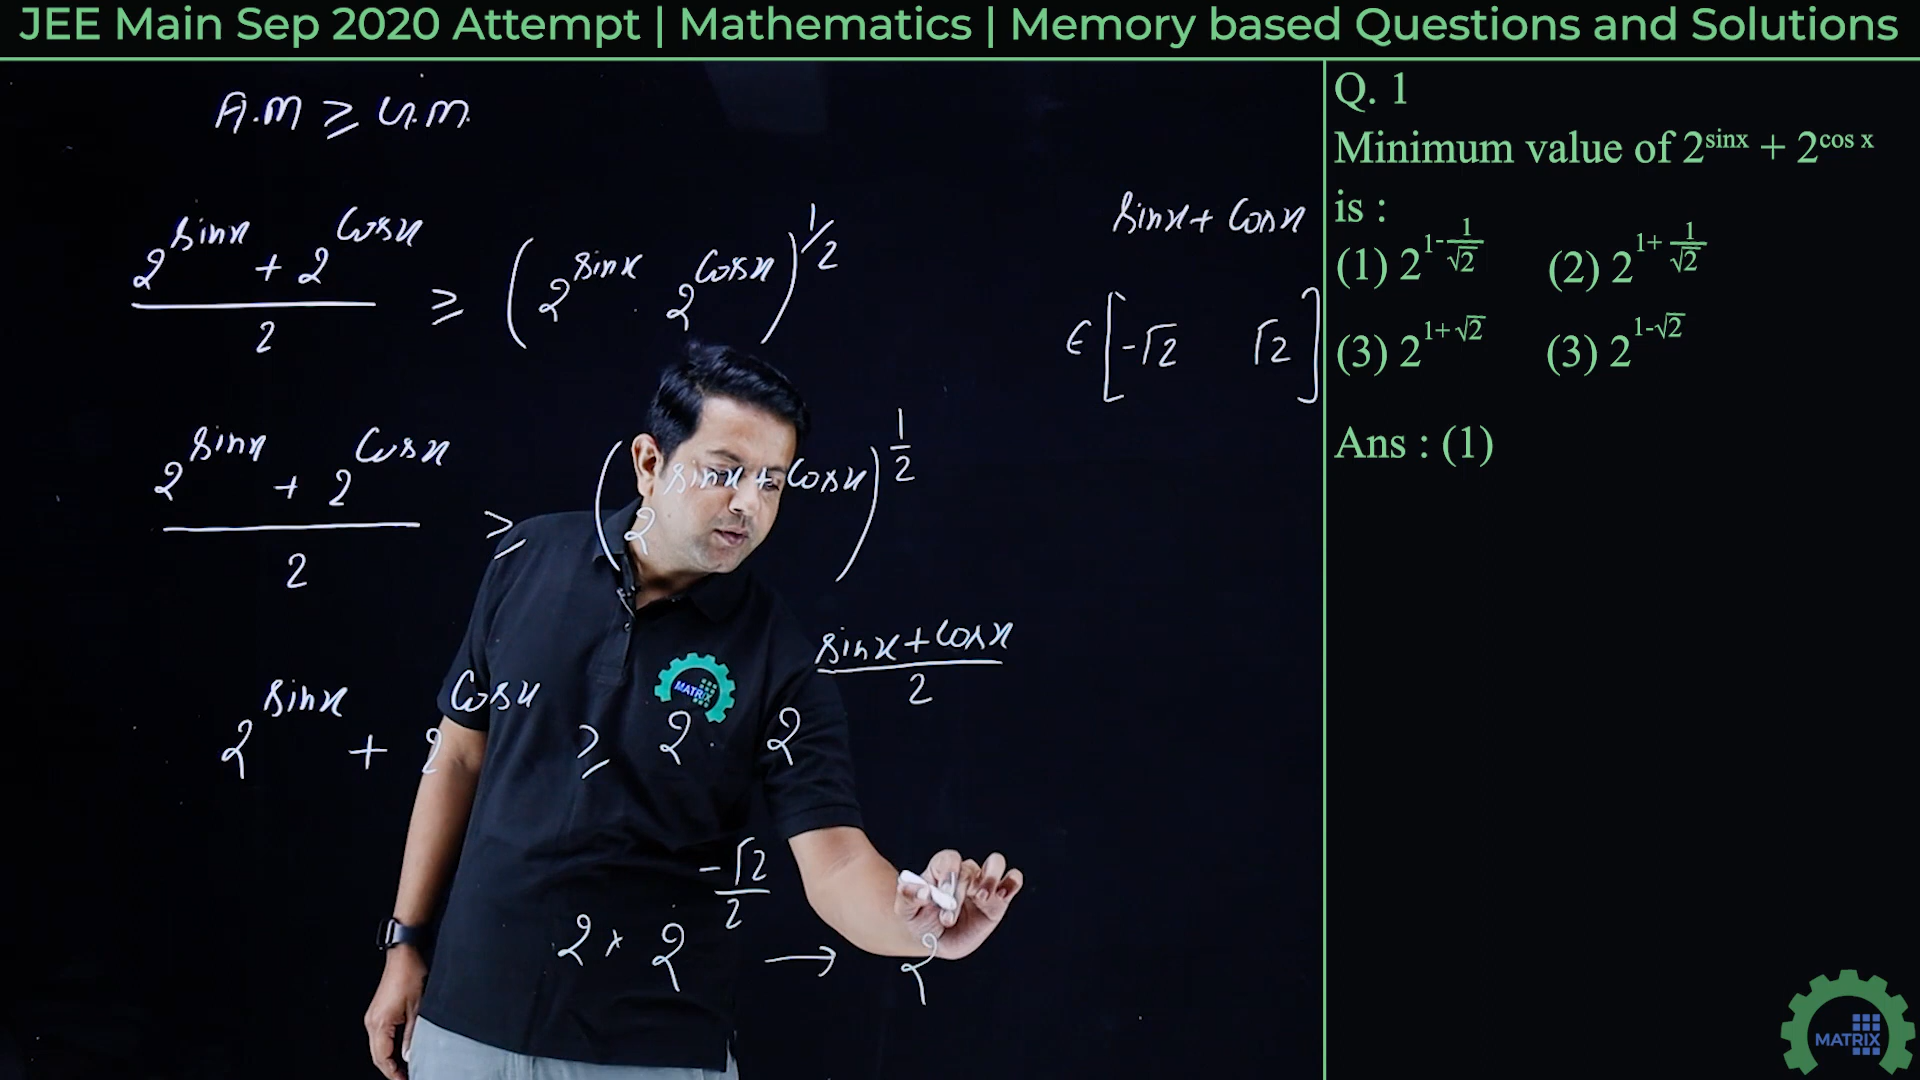 JEE Main Sep 2020 Attempt | Mathematics | Memory based Questions and Solutions
A.M ≥ G.M.
(2^sinx + 2^cosx)/2 ≥ (2^sinx · 2^cosx)^1/2
sinx + cosx
∈ [-√2 √2]
(2^sinx + 2^cosx)/2 ≥ (2^(sinx + cosx))^1/2
2^sinx + 2^cosx ≥ 2 · 2^((sinx + cosx)/2)
2 × 2^(-√2/2) → 2
Q. 1
Minimum value of 2^sinx + 2^cos x
is :
(1) 2^(1-1/√2) (2) 2^(1+1/√2)
(3) 2^(1+√2) (3) 2^(1-√2)
Ans : (1)
MATRIX
MATRIX